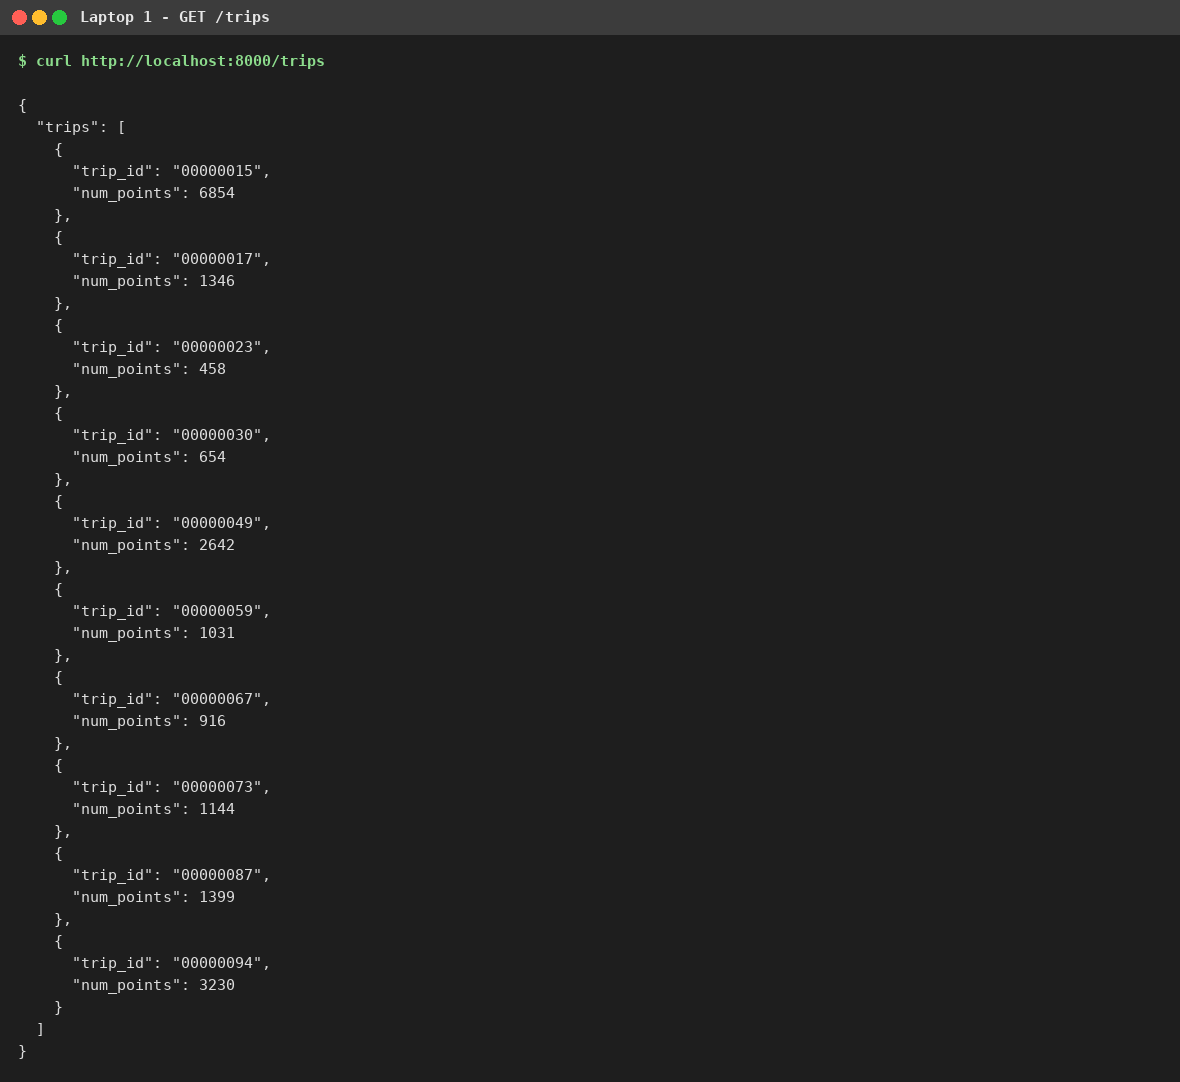 Laptop 1 - GET /trips
$ curl http://localhost:8000/trips
{
  "trips": [
    {
      "trip_id": "00000015",
      "num_points": 6854
    },
    {
      "trip_id": "00000017",
      "num_points": 1346
    },
    {
      "trip_id": "00000023",
      "num_points": 458
    },
    {
      "trip_id": "00000030",
      "num_points": 654
    },
    {
      "trip_id": "00000049",
      "num_points": 2642
    },
    {
      "trip_id": "00000059",
      "num_points": 1031
    },
    {
      "trip_id": "00000067",
      "num_points": 916
    },
    {
      "trip_id": "00000073",
      "num_points": 1144
    },
    {
      "trip_id": "00000087",
      "num_points": 1399
    },
    {
      "trip_id": "00000094",
      "num_points": 3230
    }
  ]
}